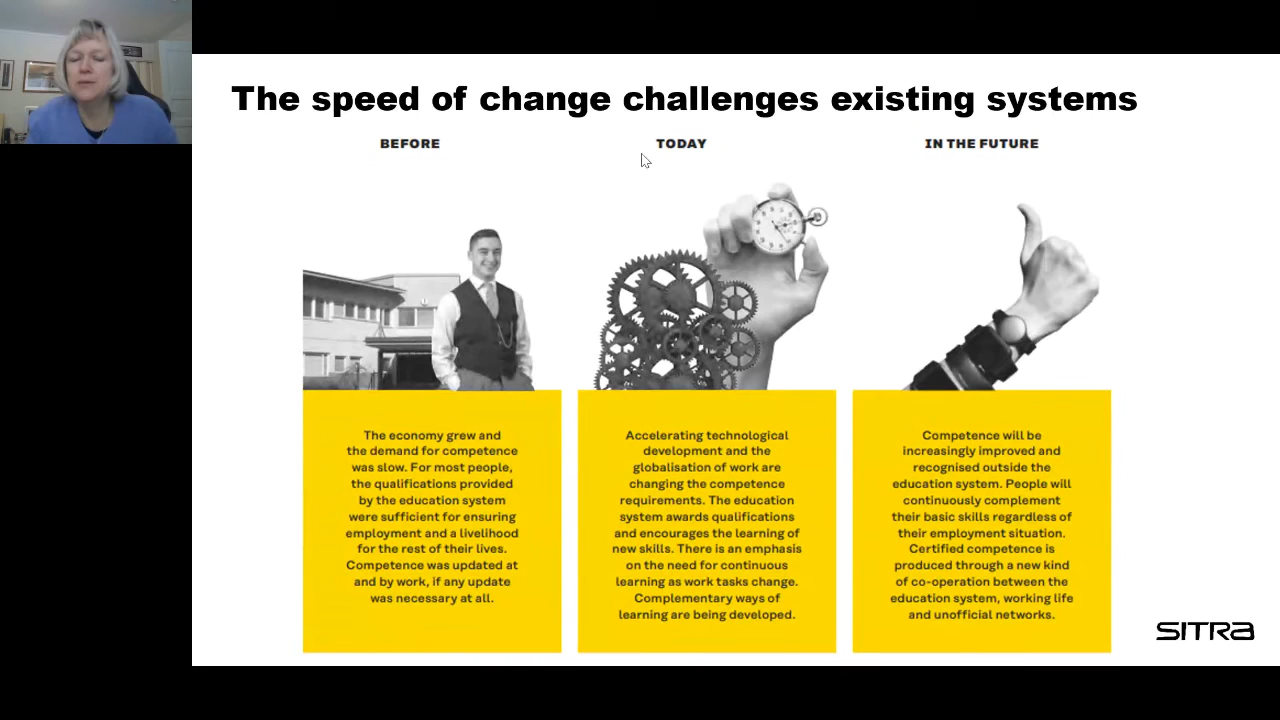 The speed of change challenges existing systems
BEFORE
TODAY
IN THE FUTURE
The economy grew and
the demand for competence
was slow. For most people,
the qualifications provided
by the education system
were sufficient for ensuring
employment and a livelihood
for the rest of their lives.
Competence was updated at
and by work, if any update
was necessary at all.
Accelerating technological
development and the
globalisation of work are
changing the competence
requirements. The education
system awards qualifications
and encourages the learning of
new skills. There is an emphasis
on the need for continuous
learning as work tasks change.
Complementary ways of
learning are being developed.
Competence will be
increasingly improved and
recognised outside the
education system. People will
continuously complement
their basic skills regardless of
their employment situation.
Certified competence is
produced through a new kind
of co-operation between the
education system, working life
and unofficial networks.
SITRA